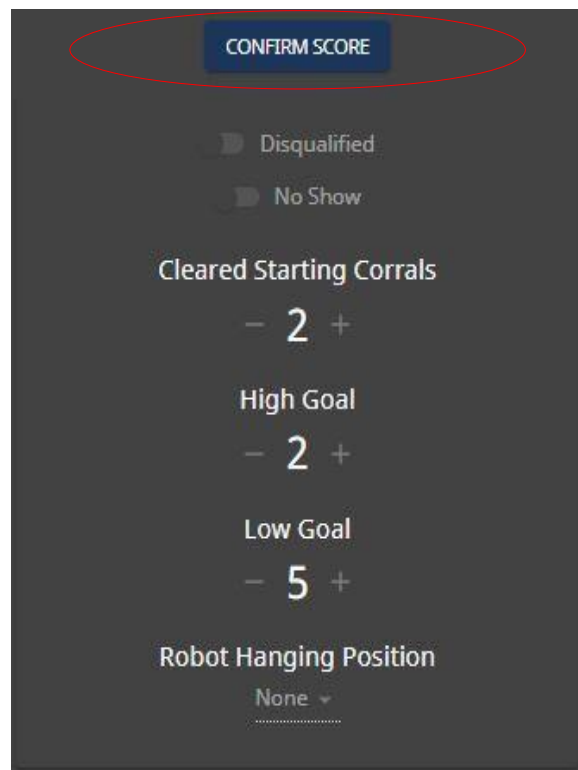 CONFIRM SCORE
Disqualified
No Show
Cleared Starting Corrals
− 2 +
High Goal
− 2 +
Low Goal
− 5 +
Robot Hanging Position
None